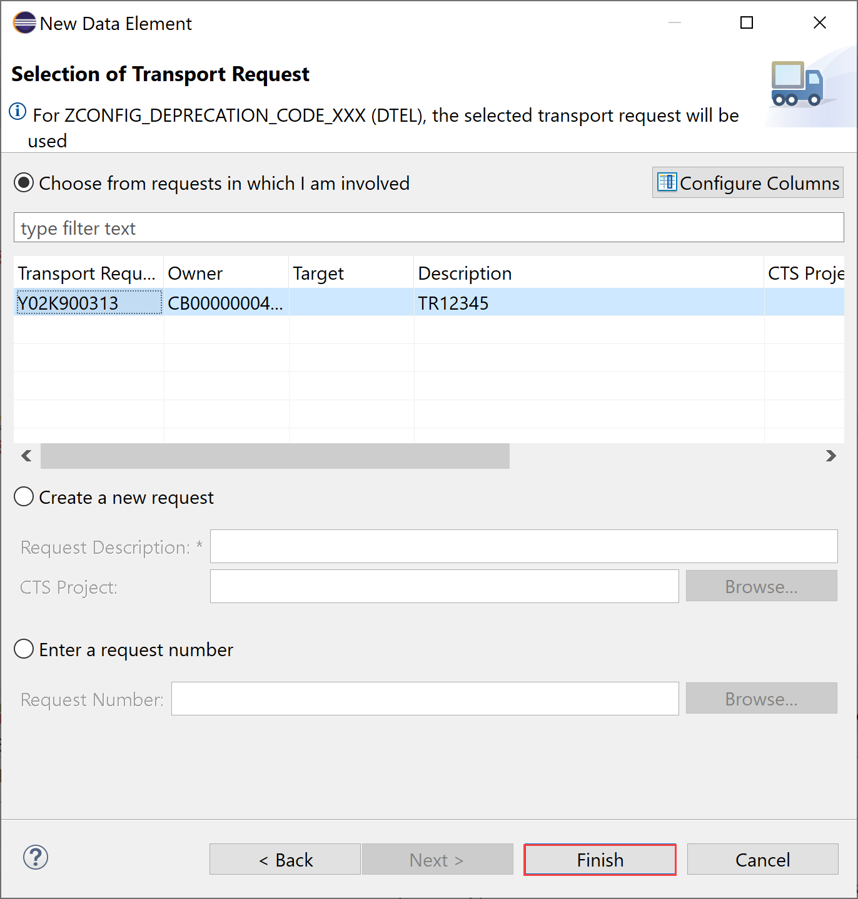 New Data Element
Selection of Transport Request
For ZCONFIG_DEPRECATION_CODE_XXX (DTEL), the selected transport request will be
used
Choose from requests in which I am involved
Configure Columns
type filter text
Transport Requ... Owner Target Description CTS Proje
Y02K900313 CB00000004... TR12345
Create a new request
Request Description: *
CTS Project:
Browse...
Enter a request number
Request Number:
Browse...
< Back Next > Finish Cancel